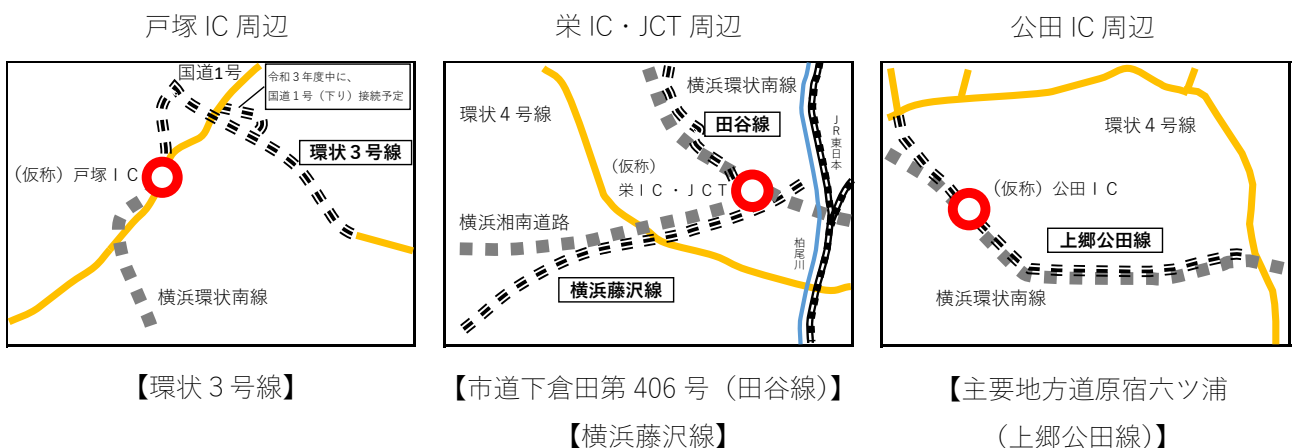 戸塚 IC 周辺
国道1号
令和３年度中に、
国道１号（下り）接続予定
環状３号線
（仮称）戸塚ＩＣ
横浜環状南線
【環状３号線】
栄 IC・JCT 周辺
横浜環状南線
環状４号線
田谷線
ＪＲ東日本
（仮称）
栄ＩＣ・ＪＣＴ
横浜湘南道路
柏尾川
横浜藤沢線
【市道下倉田第 406 号（田谷線）】
【横浜藤沢線】
公田 IC 周辺
環状４号線
（仮称）公田ＩＣ
上郷公田線
横浜環状南線
【主要地方道原宿六ツ浦
（上郷公田線）】